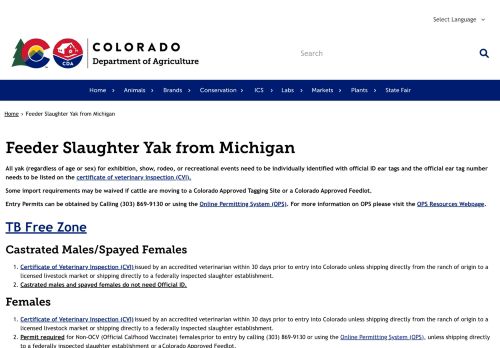 Select Language
COLORADO
Department of Agriculture
CDA
Search
Home Animals Brands Conservation ICS Labs Markets Plants State Fair
Home > Feeder Slaughter Yak from Michigan
Feeder Slaughter Yak from Michigan
All yak (regardless of age or sex) for exhibition, show, rodeo, or recreational events need to be individually identified with official ID ear tags and the official ear tag number
needs to be listed on the certificate of veterinary inspection (CVI).
Some import requirements may be waived if cattle are moving to a Colorado Approved Tagging Site or a Colorado Approved Feedlot.
Entry Permits can be obtained by Calling (303) 869-9130 or using the Online Permitting System (OPS). For more information on OPS please visit the OPS Resources Webpage.
TB Free Zone
Castrated Males/Spayed Females
1. Certificate of Veterinary Inspection (CVI) issued by an accredited veterinarian within 30 days prior to entry into Colorado unless shipping directly from the ranch of origin to a
licensed livestock market or shipping directly to a federally inspected slaughter establishment.
2. Castrated males and spayed females do not need Official ID.
Females
1. Certificate of Veterinary Inspection (CVI) issued by an accredited veterinarian within 30 days prior to entry into Colorado unless shipping directly from the ranch of origin to a
licensed livestock market or shipping directly to a federally inspected slaughter establishment.
2. Permit required for Non-OCV (Official Calfhood Vaccinate) females prior to entry by calling (303) 869-9130 or using the Online Permitting System (OPS), unless shipping directly
to a federally inspected slaughter establishment or a Colorado Approved Feedlot.